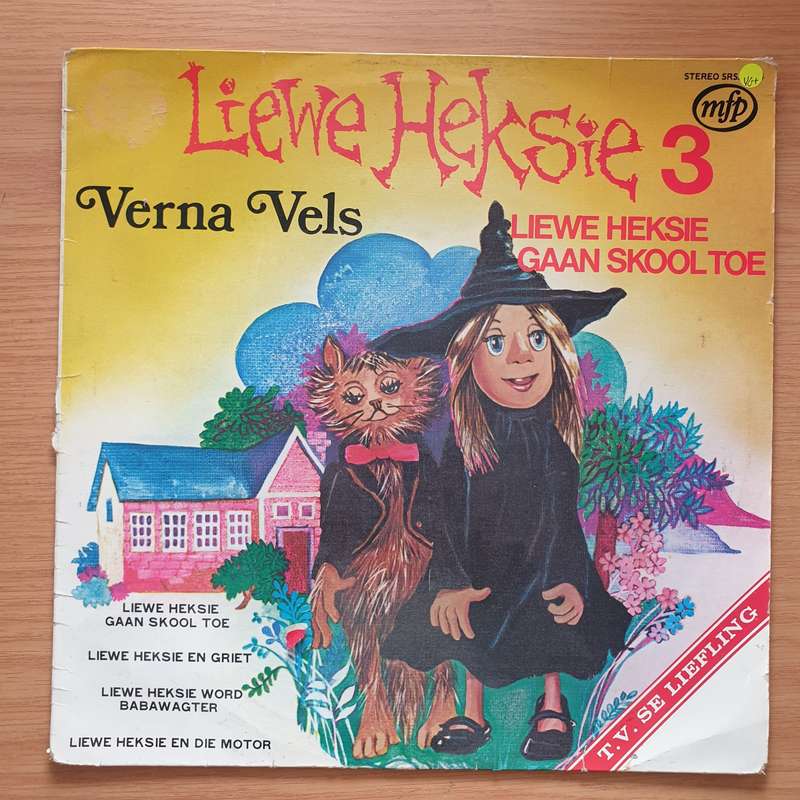 STEREO
VG+
mfp
Liewe Heksie 3
Verna Vels
LIEWE HEKSIE
GAAN SKOOL TOE
LIEWE HEKSIE
GAAN SKOOL TOE
LIEWE HEKSIE EN GRIET
LIEWE HEKSIE WORD
BABAWAGTER
LIEWE HEKSIE EN DIE MOTOR
T.V. SE LIEFLING